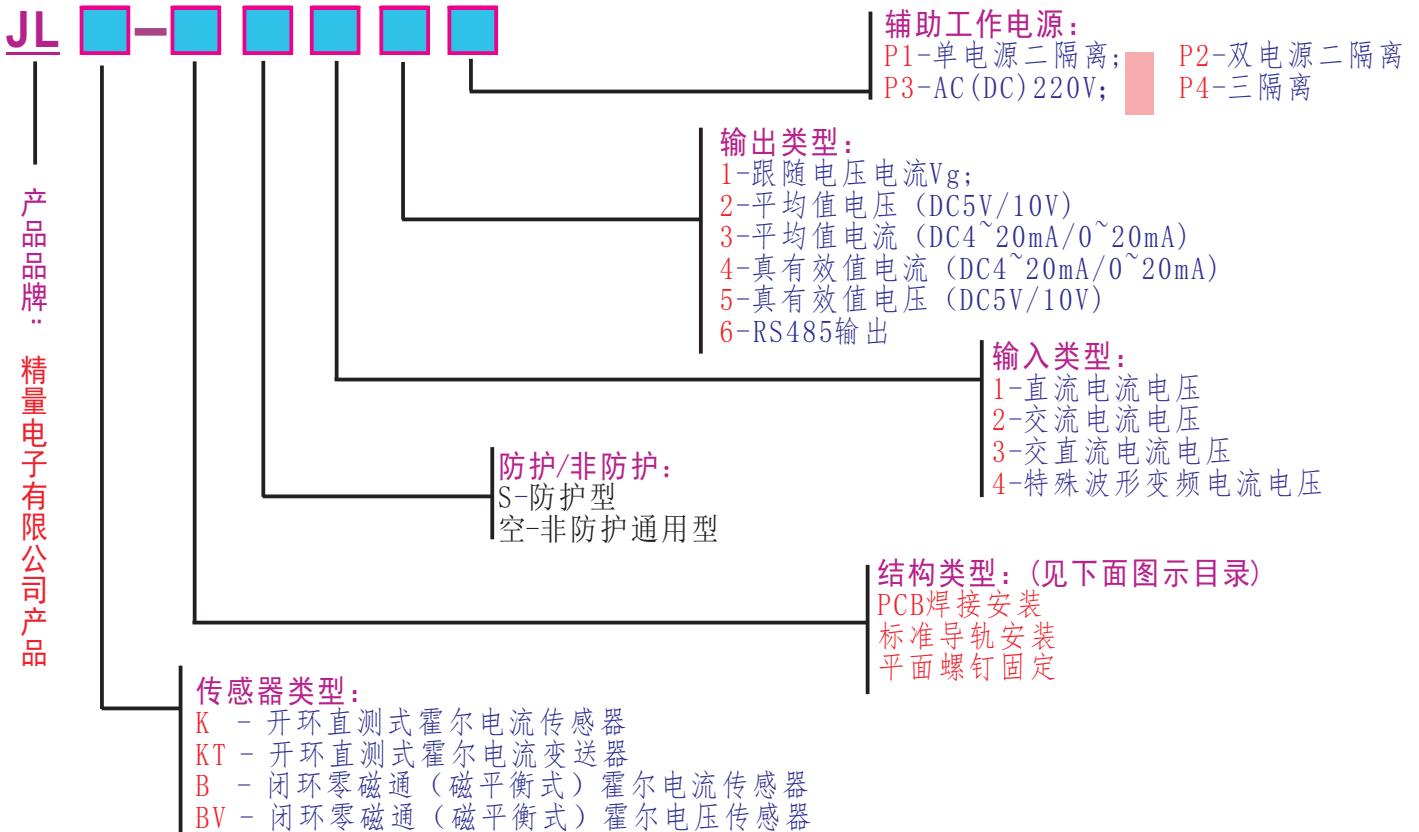 JL
辅助工作电源：
P1-单电源二隔离; P2-双电源二隔离
P3-AC(DC)220V; P4-三隔离
输出类型：
1-跟随电压电流Vg;
2-平均值电压（DC5V/10V）
3-平均值电流（DC4~20mA/0~20mA）
4-真有效值电流（DC4~20mA/0~20mA）
5-真有效值电压（DC5V/10V）
6-RS485输出
输入类型：
1-直流电流电压
2-交流电流电压
3-交直流电流电压
4-特殊波形变频电流电压
防护/非防护：
S-防护型
空-非防护通用型
结构类型：(见下面图示目录)
PCB焊接安装
标准导轨安装
平面螺钉固定
传感器类型：
K - 开环直测式霍尔电流传感器
KT - 开环直测式霍尔电流变送器
B - 闭环零磁通（磁平衡式）霍尔电流传感器
BV - 闭环零磁通（磁平衡式）霍尔电压传感器
产品品牌：精量电子有限公司产品